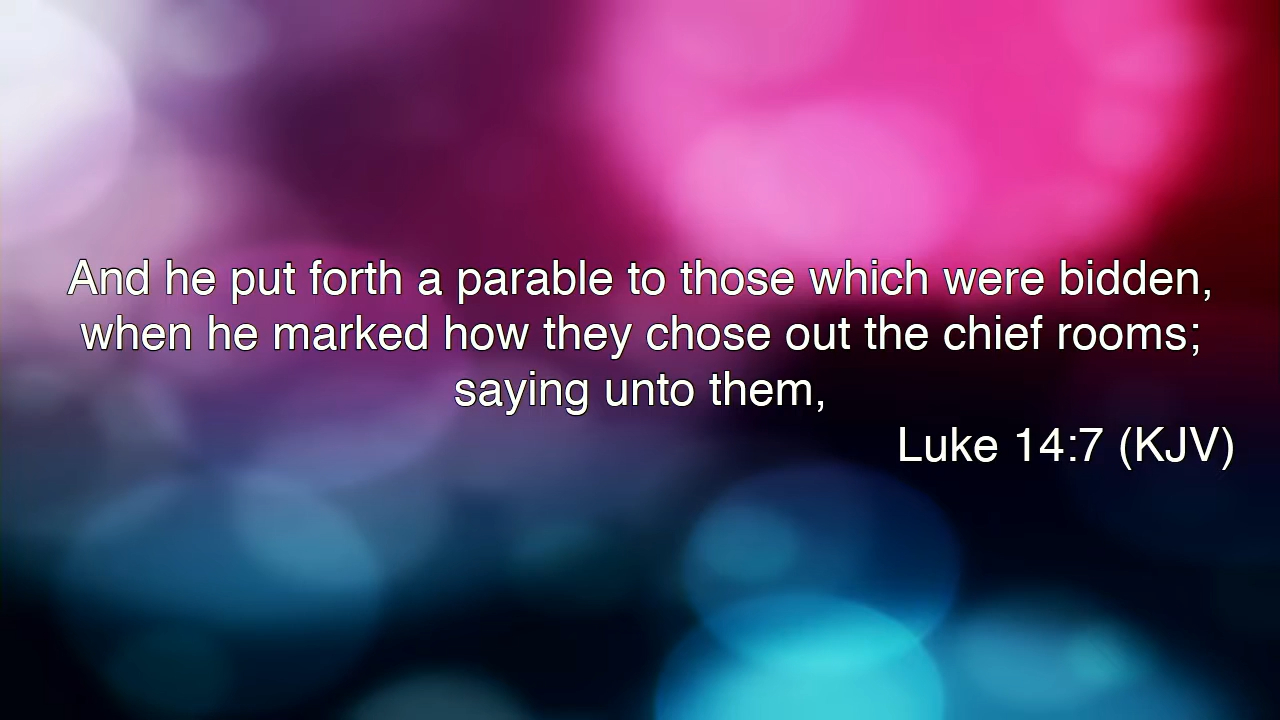 And he put forth a parable to those which were bidden,
when he marked how they chose out the chief rooms;
saying unto them,
Luke 14:7 (KJV)